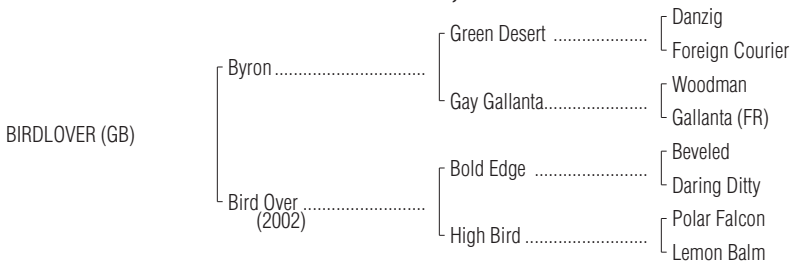 Danzig
Green Desert ....................
Foreign Courier
Byron ................................
Woodman
Gay Gallanta......................
Gallanta (FR)
BIRDLOVER (GB)
Beveled
Bold Edge ........................
Daring Ditty
Bird Over ..........................
(2002)
Polar Falcon
High Bird ..........................
Lemon Balm